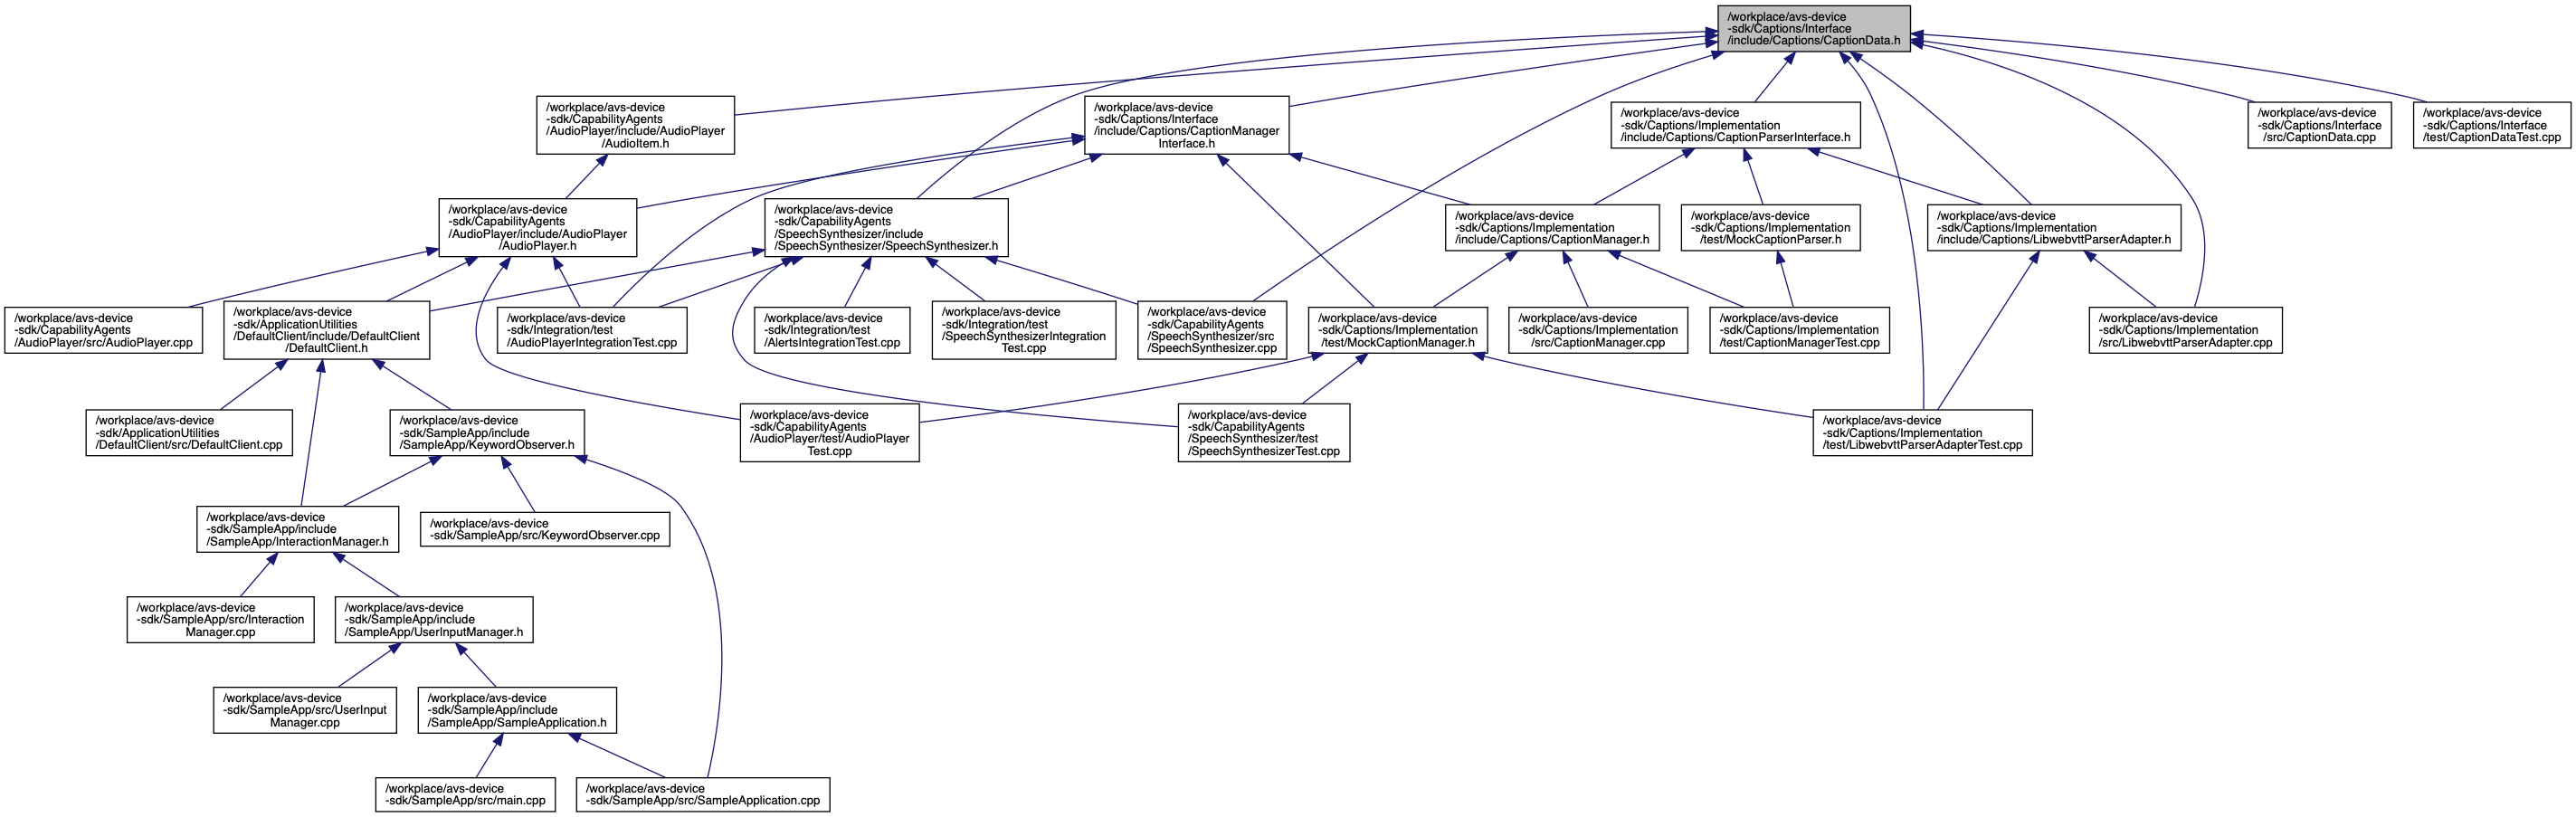 /workplace/avs-device
-sdk/Captions/Interface
/include/Captions/CaptionData.h
/workplace/avs-device
-sdk/CapabilityAgents
/AudioPlayer/include/AudioPlayer
/AudioItem.h
/workplace/avs-device
-sdk/Captions/Interface
/include/Captions/CaptionManager
Interface.h
/workplace/avs-device
-sdk/Captions/Implementation
/include/Captions/CaptionParserInterface.h
/workplace/avs-device
-sdk/Captions/Interface
/src/CaptionData.cpp
/workplace/avs-device
-sdk/Captions/Interface
/test/CaptionDataTest.cpp
/workplace/avs-device
-sdk/CapabilityAgents
/AudioPlayer/include/AudioPlayer
/AudioPlayer.h
/workplace/avs-device
-sdk/CapabilityAgents
/SpeechSynthesizer/include
/SpeechSynthesizer/SpeechSynthesizer.h
/workplace/avs-device
-sdk/Captions/Implementation
/include/Captions/CaptionManager.h
/workplace/avs-device
-sdk/Captions/Implementation
/test/MockCaptionParser.h
/workplace/avs-device
-sdk/Captions/Implementation
/include/Captions/LibwebvttParserAdapter.h
/workplace/avs-device
-sdk/CapabilityAgents
/AudioPlayer/src/AudioPlayer.cpp
/workplace/avs-device
-sdk/ApplicationUtilities
/DefaultClient/include/DefaultClient
/DefaultClient.h
/workplace/avs-device
-sdk/Integration/test
/AudioPlayerIntegrationTest.cpp
/workplace/avs-device
-sdk/Integration/test
/AlertsIntegrationTest.cpp
/workplace/avs-device
-sdk/Integration/test
/SpeechSynthesizerIntegration
Test.cpp
/workplace/avs-device
-sdk/CapabilityAgents
/SpeechSynthesizer/src
/SpeechSynthesizer.cpp
/workplace/avs-device
-sdk/Captions/Implementation
/test/MockCaptionManager.h
/workplace/avs-device
-sdk/Captions/Implementation
/src/CaptionManager.cpp
/workplace/avs-device
-sdk/Captions/Implementation
/test/CaptionManagerTest.cpp
/workplace/avs-device
-sdk/Captions/Implementation
/src/LibwebvttParserAdapter.cpp
/workplace/avs-device
-sdk/ApplicationUtilities
/DefaultClient/src/DefaultClient.cpp
/workplace/avs-device
-sdk/SampleApp/include
/SampleApp/KeywordObserver.h
/workplace/avs-device
-sdk/CapabilityAgents
/AudioPlayer/test/AudioPlayer
Test.cpp
/workplace/avs-device
-sdk/CapabilityAgents
/SpeechSynthesizer/test
/SpeechSynthesizerTest.cpp
/workplace/avs-device
-sdk/Captions/Implementation
/test/LibwebvttParserAdapterTest.cpp
/workplace/avs-device
-sdk/SampleApp/include
/SampleApp/InteractionManager.h
/workplace/avs-device
-sdk/SampleApp/src/KeywordObserver.cpp
/workplace/avs-device
-sdk/SampleApp/src/Interaction
Manager.cpp
/workplace/avs-device
-sdk/SampleApp/include
/SampleApp/UserInputManager.h
/workplace/avs-device
-sdk/SampleApp/src/UserInput
Manager.cpp
/workplace/avs-device
-sdk/SampleApp/include
/SampleApp/SampleApplication.h
/workplace/avs-device
-sdk/SampleApp/src/main.cpp
/workplace/avs-device
-sdk/SampleApp/src/SampleApplication.cpp